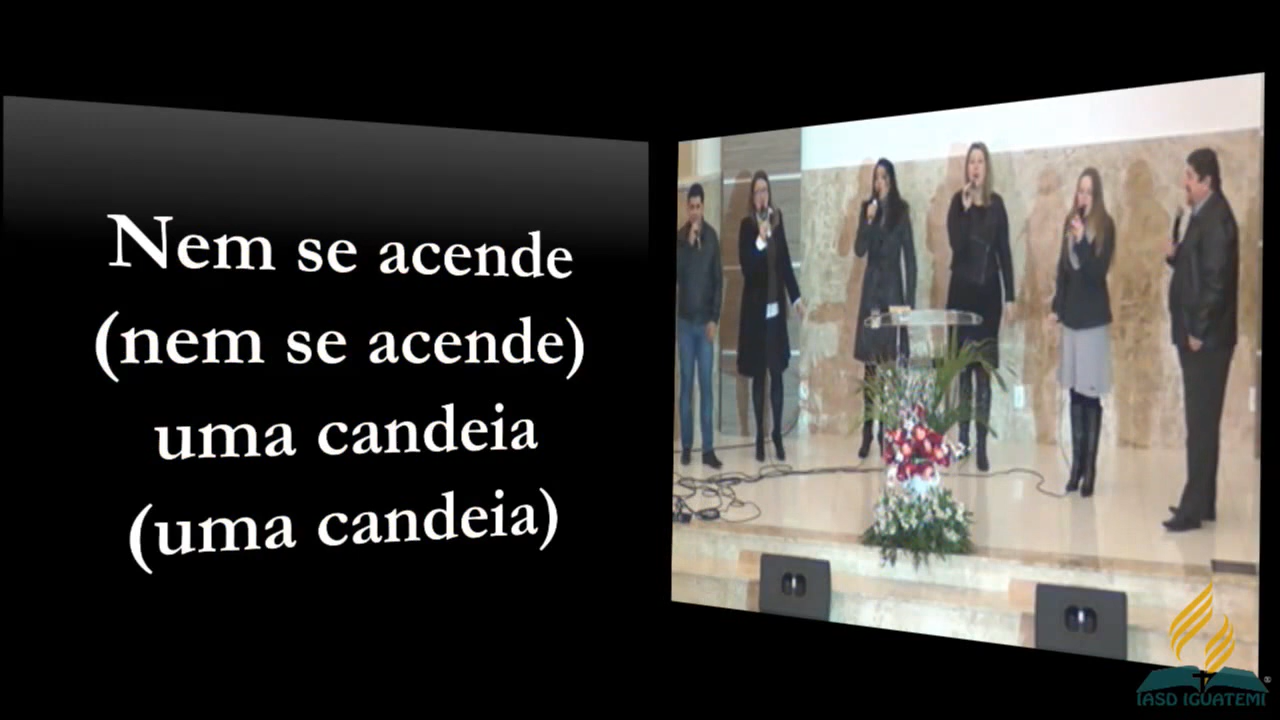 Nem se acende
(nem se acende)
uma candeia
(uma candeia)
IASD IGUATEMI
®